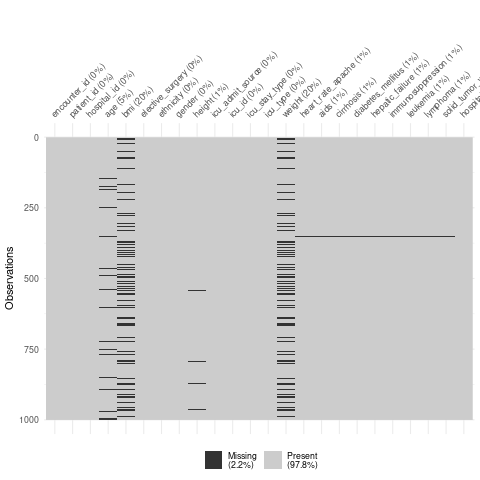 encounter_id (0%)
patient_id (0%)
hospital_id (0%)
age (5%)
bmi (20%)
elective_surgery (0%)
ethnicity (0%)
gender (0%)
height (1%)
icu_admit_source (0%)
icu_id (0%)
icu_stay_type (0%)
icu_type (0%)
weight (20%)
heart_rate_apache (1%)
aids (1%)
cirrhosis (1%)
diabetes_mellitus (1%)
hepatic_failure (1%)
immunosuppression (1%)
leukemia (1%)
lymphoma (1%)
solid_tumor_
hospit
0
250
500
750
1000
Observations
Missing
(2.2%)
Present
(97.8%)